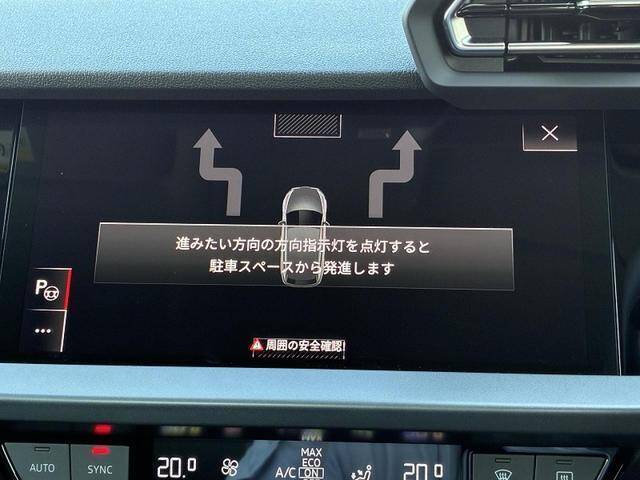 進みたい方向の方向指示灯を点灯すると
駐車スペースから発進します
P
周囲の安全確認!
AUTO
SYNC
20.0
A/C
MAX
ECO
ON
20.0